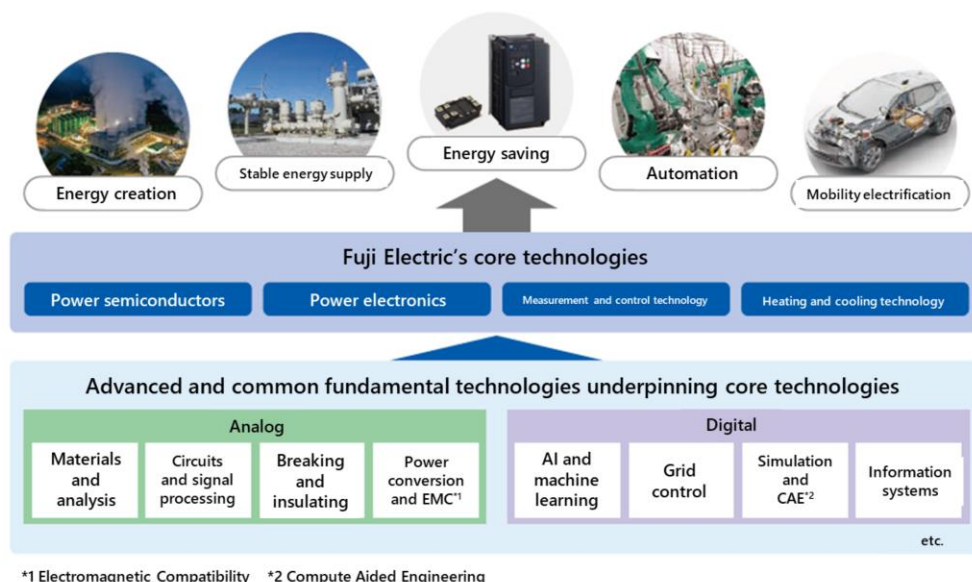 Energy creation
Stable energy supply
Energy saving
Automation
Mobility electrification
Fuji Electric's core technologies
Power semiconductors
Power electronics
Measurement and control technology
Heating and cooling technology
Advanced and common fundamental technologies underpinning core technologies
Analog
Materials
and
analysis
Circuits
and signal
processing
Breaking
and
insulating
Power
conversion
and EMC*1
Digital
AI and
machine
learning
Grid
control
Simulation
and
CAE*2
Information
systems
etc.
*1 Electromagnetic Compatibility *2 Compute Aided Engineering